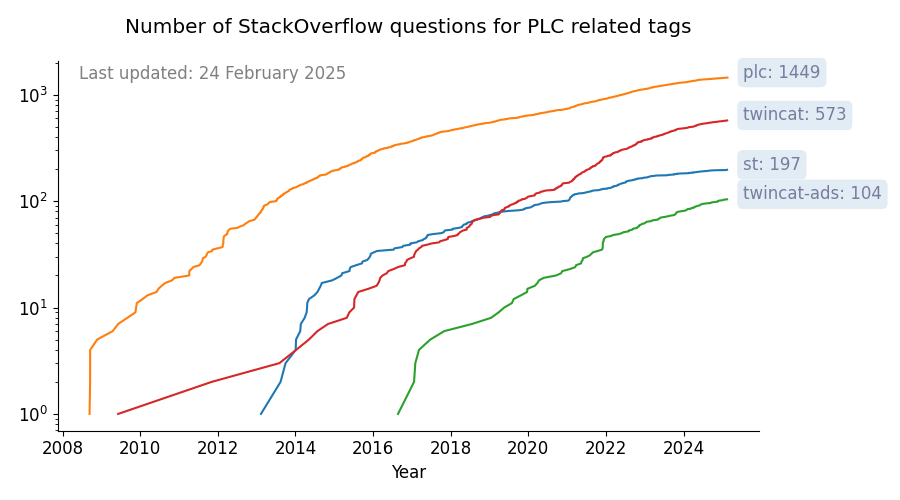 Number of StackOverflow questions for PLC related tags
Last updated: 24 February 2025
10³
10²
10¹
10⁰
plc: 1449
twincat: 573
st: 197
twincat-ads: 104
2008 2010 2012 2014 2016 2018 2020 2022 2024
Year